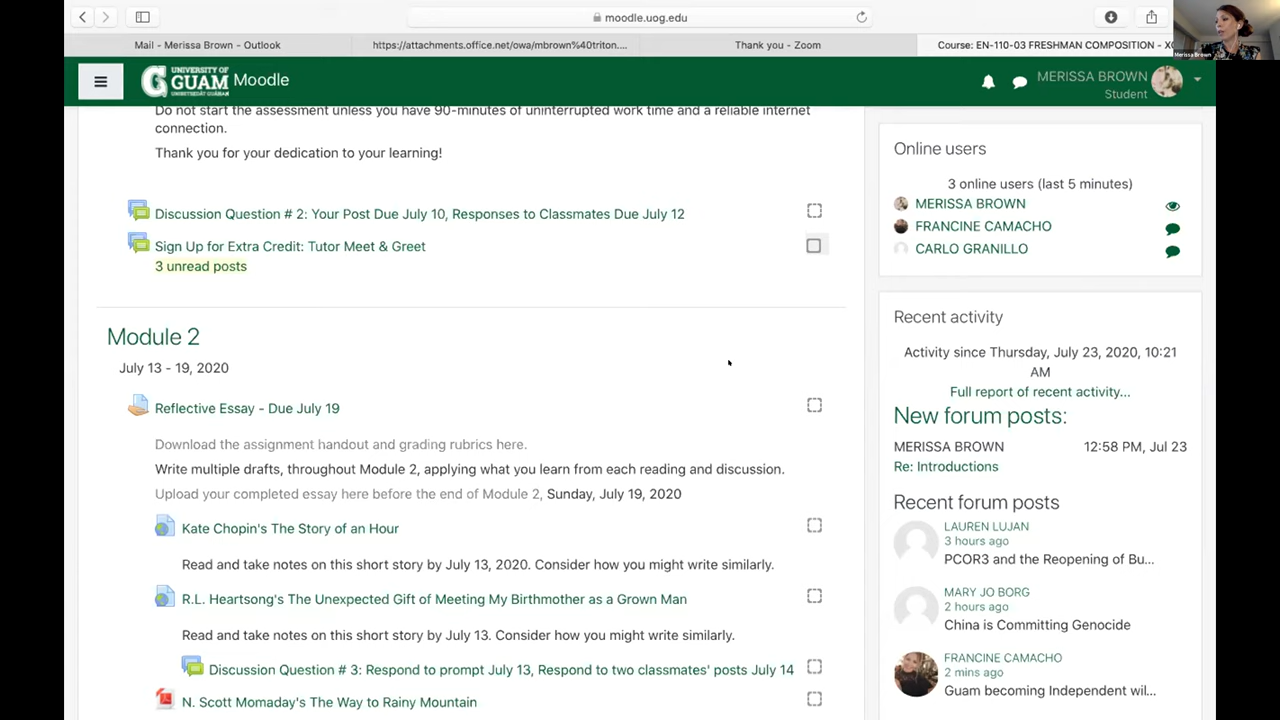 moodle.uog.edu
Mail - Merissa Brown - Outlook
https://attachments.office.net/owa/mbrown%40triton....
Thank you - Zoom
Course: EN-110-03 FRESHMAN COMPOSITION - XC
Merissa Brown
UNIVERSITY OF
GUAM
UNIBETSEDÅT GUÅHAN
Moodle
MERISSA BROWN
Student
Do not start the assessment unless you have 90-minutes of uninterrupted work time and a reliable internet
connection.
Thank you for your dedication to your learning!
Discussion Question # 2: Your Post Due July 10, Responses to Classmates Due July 12
Sign Up for Extra Credit: Tutor Meet & Greet
3 unread posts
Module 2
July 13 - 19, 2020
Reflective Essay - Due July 19
Download the assignment handout and grading rubrics here.
Write multiple drafts, throughout Module 2, applying what you learn from each reading and discussion.
Upload your completed essay here before the end of Module 2, Sunday, July 19, 2020
Kate Chopin's The Story of an Hour
Read and take notes on this short story by July 13, 2020. Consider how you might write similarly.
R.L. Heartsong's The Unexpected Gift of Meeting My Birthmother as a Grown Man
Read and take notes on this short story by July 13. Consider how you might write similarly.
Discussion Question # 3: Respond to prompt July 13, Respond to two classmates' posts July 14
N. Scott Momaday's The Way to Rainy Mountain
Online users
3 online users (last 5 minutes)
MERISSA BROWN
FRANCINE CAMACHO
CARLO GRANILLO
Recent activity
Activity since Thursday, July 23, 2020, 10:21
AM
Full report of recent activity...
New forum posts:
MERISSA BROWN 12:58 PM, Jul 23
Re: Introductions
Recent forum posts
LAUREN LUJAN
3 hours ago
PCOR3 and the Reopening of Bu...
MARY JO BORG
2 hours ago
China is Committing Genocide
FRANCINE CAMACHO
2 mins ago
Guam becoming Independent wil...